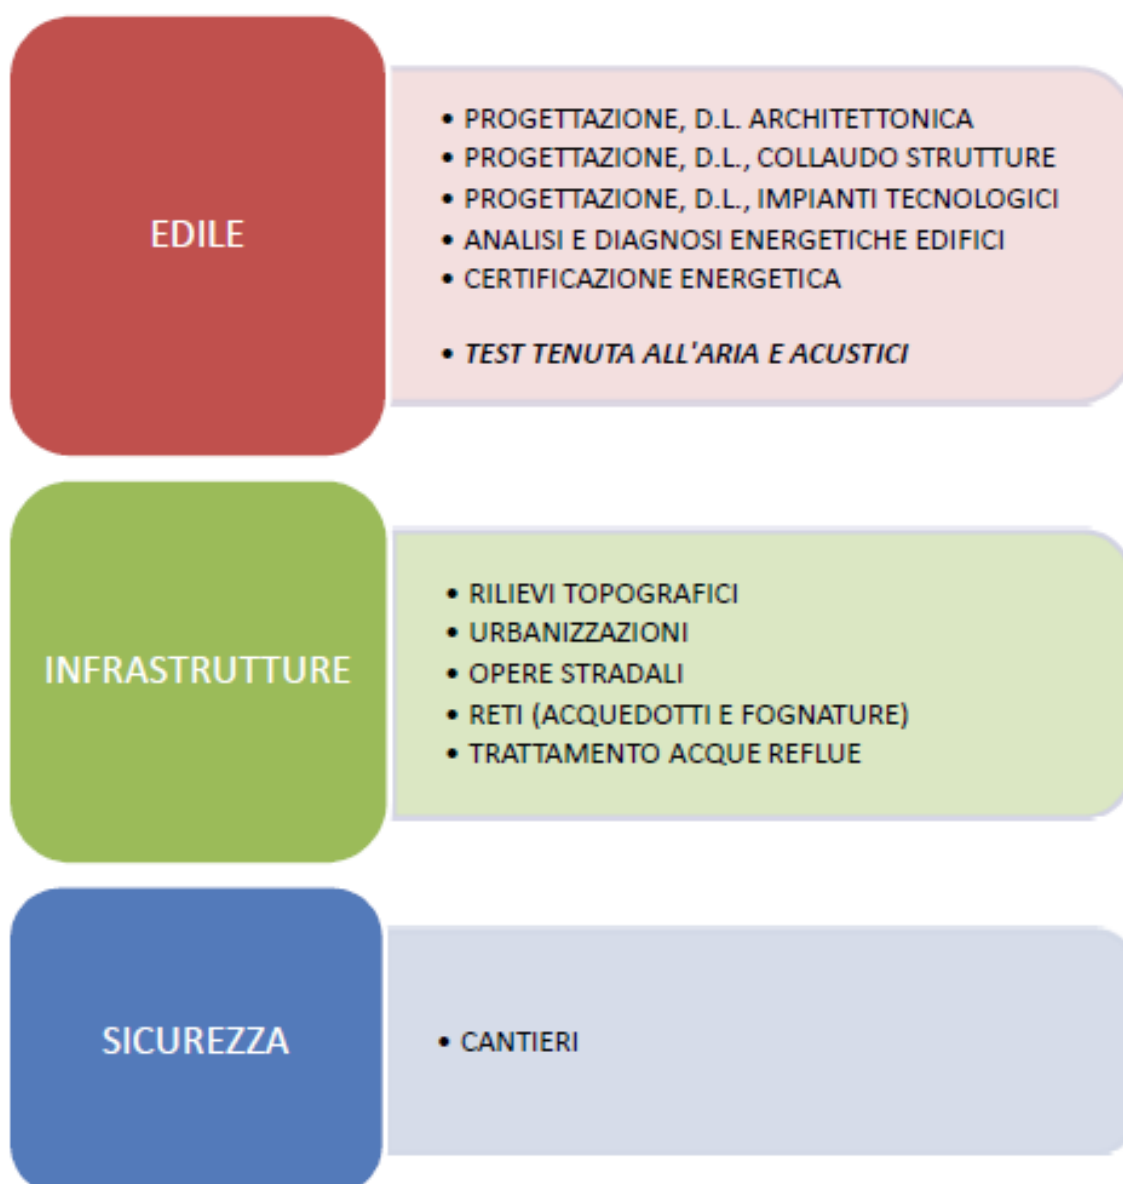 EDILE
• PROGETTAZIONE, D.L. ARCHITETTONICA
• PROGETTAZIONE, D.L., COLLAUDO STRUTTURE
• PROGETTAZIONE, D.L., IMPIANTI TECNOLOGICI
• ANALISI E DIAGNOSI ENERGETICHE EDIFICI
• CERTIFICAZIONE ENERGETICA
• TEST TENUTA ALL'ARIA E ACUSTICI
INFRASTRUTTURE
• RILIEVI TOPOGRAFICI
• URBANIZZAZIONI
• OPERE STRADALI
• RETI (ACQUEDOTTI E FOGNATURE)
• TRATTAMENTO ACQUE REFLUE
SICUREZZA
• CANTIERI